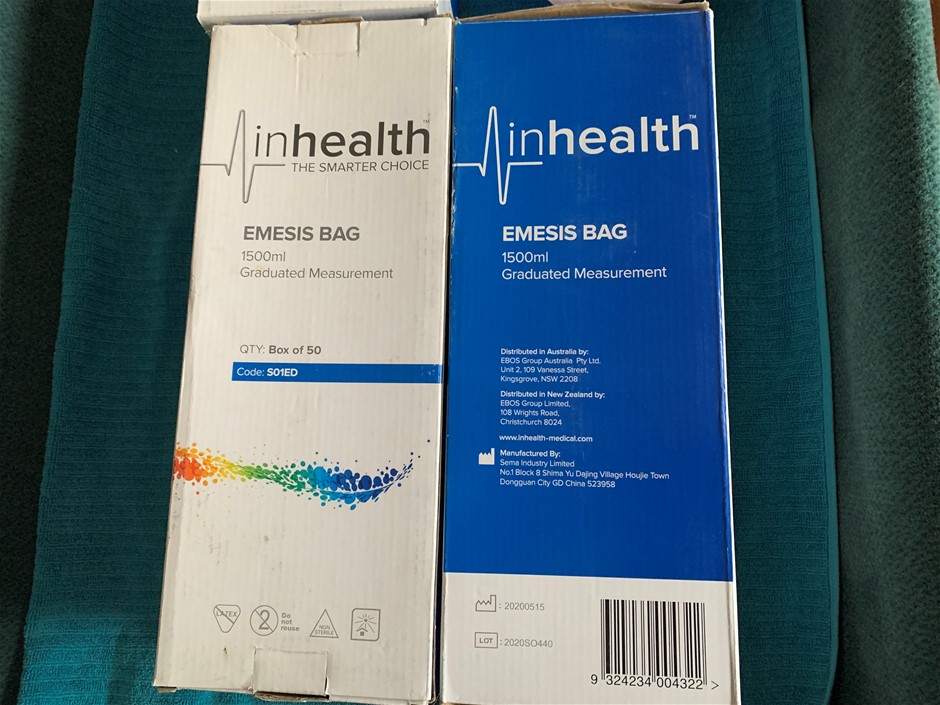 inhealth™
THE SMARTER CHOICE
EMESIS BAG
1500ml
Graduated Measurement
QTY: Box of 50
Code: S01ED
LATEX
2
Do
not
reuse
NON
STERILE
inhealth™
EMESIS BAG
1500ml
Graduated Measurement
Distributed in Australia by:
EBOS Group Australia Pty Ltd.
Unit 2, 109 Vanessa Street,
Kingsgrove, NSW 2208
Distributed in New Zealand by:
EBOS Group Limited,
108 Wrights Road,
Christchurch 8024
www.inhealth-medical.com
Manufactured By:
Sema Industry Limited
No.1 Block 8 Shima Yu Dajing Village Houjie Town
Dongguan City GD China 523958
: 20200515
LOT : 2020SO440
9 324234 004322 >